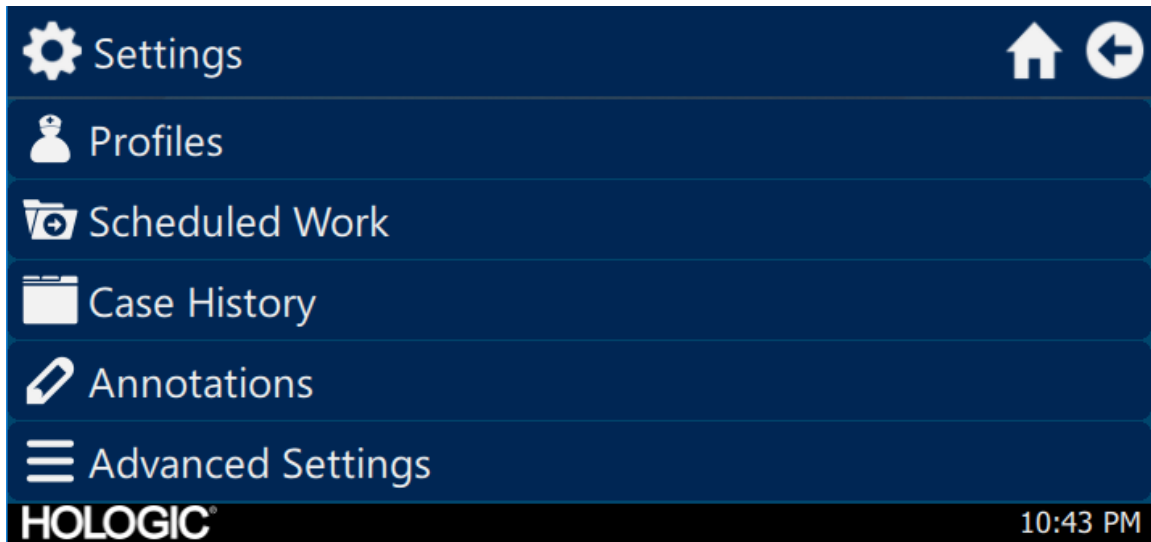 Settings
Profiles
Scheduled Work
Case History
Annotations
Advanced Settings
HOLOGIC® 10:43 PM